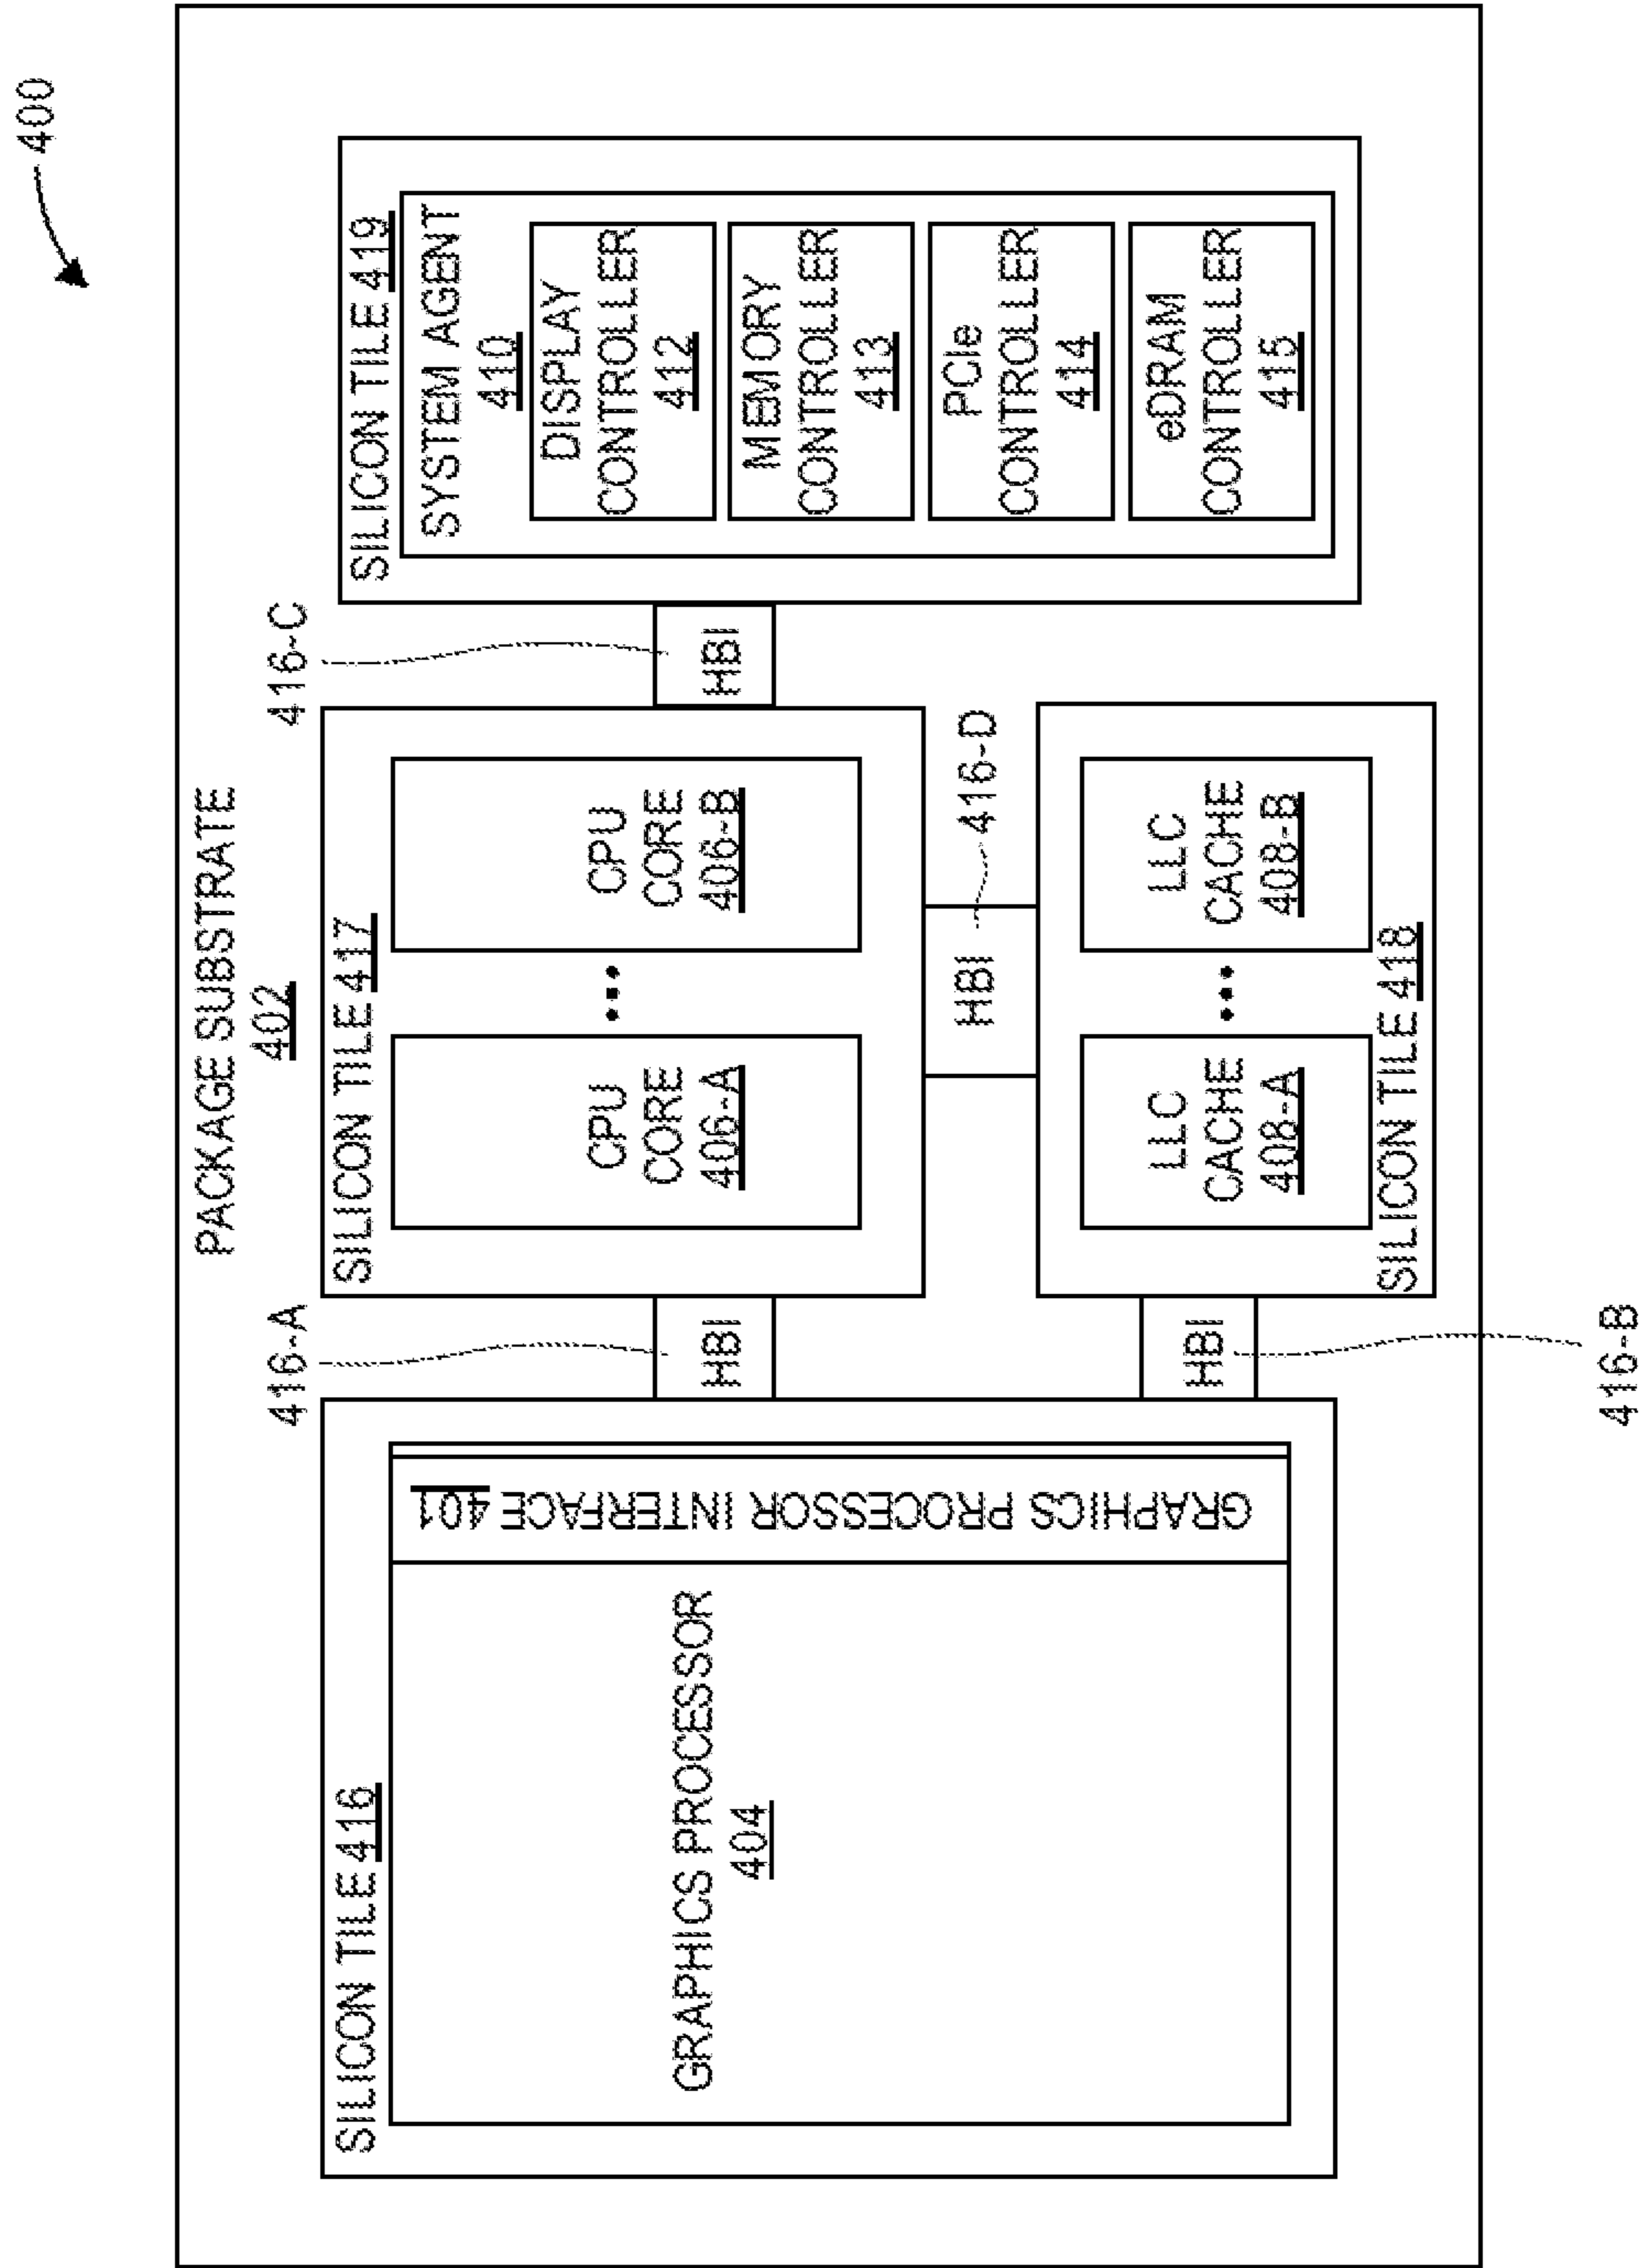 400
PACKAGE SUBSTRATE
402
SILICON TILE 416
GRAPHICS PROCESSOR
404
GRAPHICS PROCESSOR INTERFACE 401
416-A
HBI
HBI
416-B
SILICON TILE 417
CPU
CORE
406-A
•••
CPU
CORE
406-B
HBI
416-D
LLC
CACHE
408-A
•••
LLC
CACHE
408-B
SILICON TILE 418
416-C
HBI
SILICON TILE 419
SYSTEM AGENT
410
DISPLAY
CONTROLLER
412
MEMORY
CONTROLLER
413
PCIe
CONTROLLER
414
eDRAM
CONTROLLER
415